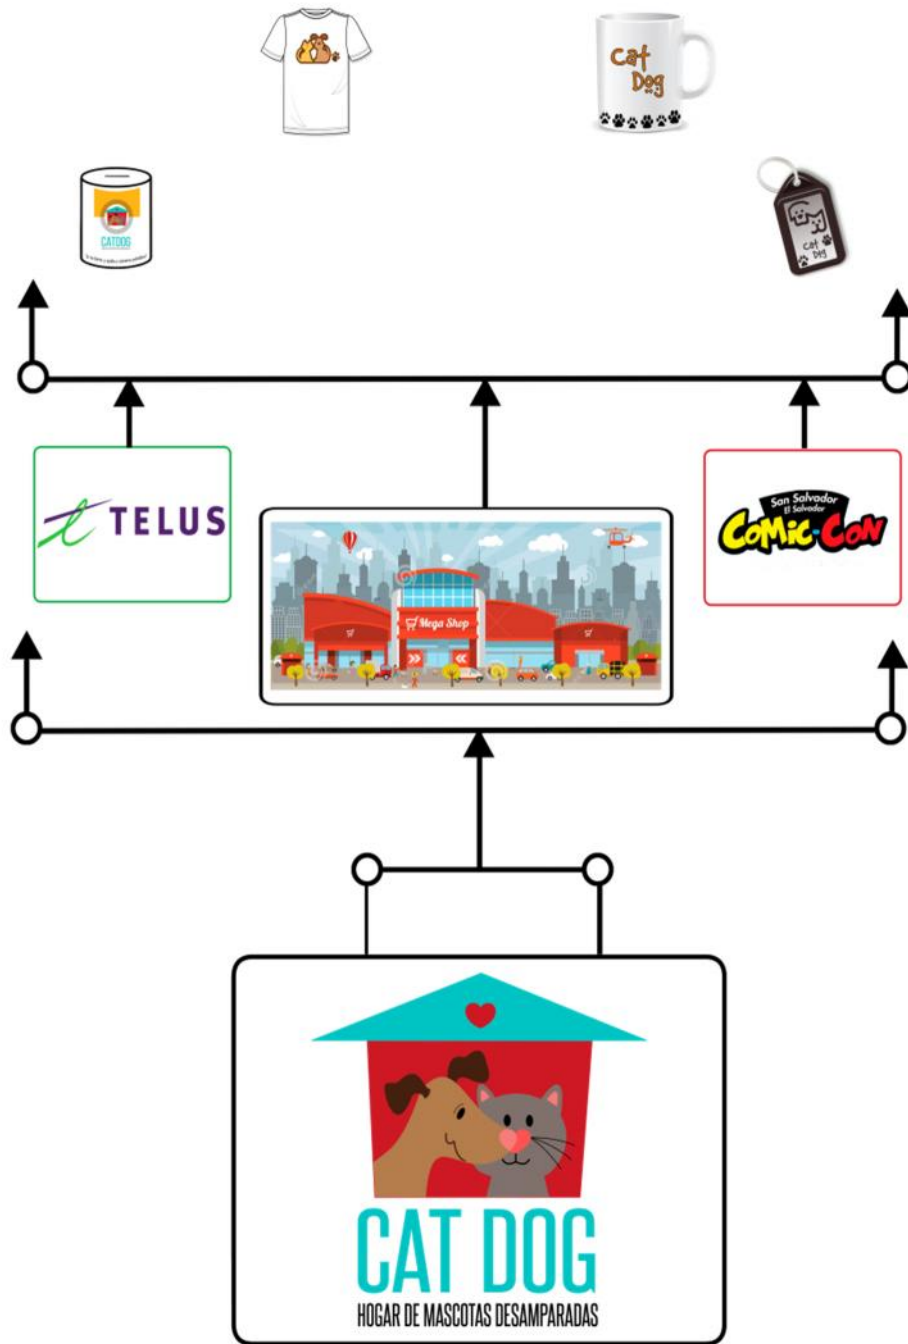 Cat
Dog
CATDOG
cat
Dog
TELUS
San Salvador
El Salvador
COMIC-CON
Mega Shop
CAT DOG
HOGAR DE MASCOTAS DESAMPARADAS